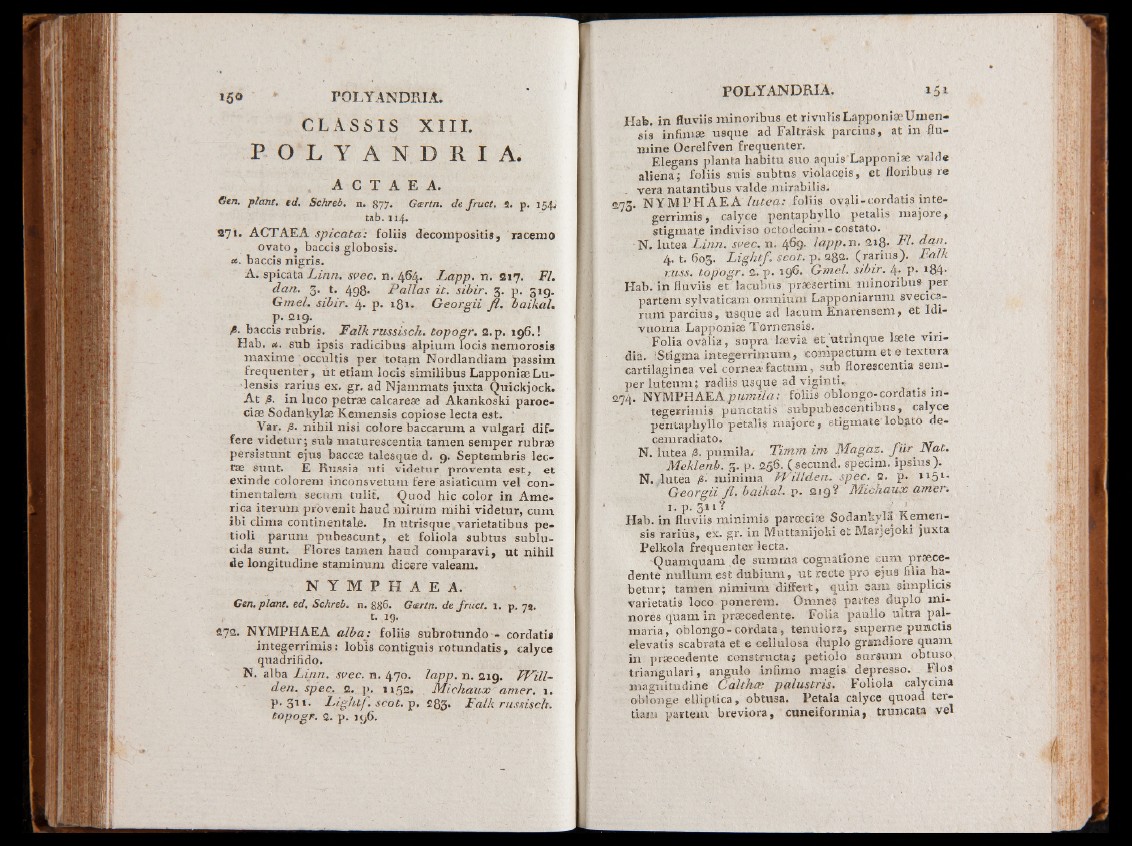 150 POLYANDRIA.
CLASSIS XIII.
POLYANDRIA.
ACTAEA.
Gen. plant. ed. Schreb. n. 877. Gærtn. de fruct. 2. p. 154.
tab. 114.
271. ACTAEA spicata: foliis decompositis, racemo
ovato, baccis globosis.
α. baccis nigris.
A. spicata Linn. svec. n. 464. Lapp. n. 217. Fl.
dan. 3. t. 498. Pallas it. sibir. 3. p. 319.
Gmel. sibir. 4. p. 181. Georgii fl. baikal.
p. 219.
β. baccis rubris. Falk russisch. topogr. 2. p. 196.!
Hab. α. sub ipsis radicibus alpium locis nemorosis
maxime occultis per totam Nordlandiam passim
frequenter, ut etiam locis similibus Lapponiæ Lu-
lensis rarius ex. gr. ad Njammats juxta Quickjock.
At β. in luco petræ calcareæ ad Akankoski paroe-
ciæ Sodankylæ Kemensis copiose lecta est.
Var. β. nihil nisi colore baccarum a vulgari dif-
fere videtur; sub maturescentia tamen semper rubræ
persistunt ejus baccæ talesque d. 9. Septembris lec-
tæ sunt. E Russia uti videtur proventa est, et
exinde colorem inconsvetum fere asiaticum vel con-
tinentalem secum tulit. Quod hic color in Ame-
rica iterum provenit haud mirum mihi videtur, cum
ibi clima continentale. In utrisque varietatibus pe-
tioli parum pubescunt, et foliola subtus sublu-
cida sunt. Flores tamen haud comparavi, ut nihil
de longitudine staminum dicere valeam.
NYMPHAEA.
Gen. plant. ed. Schreb. n. 886. Gærtn. de fruct. 1. p. 72.
t. 19.
272. NYMPHAEA alba: foliis subrotundo-cordatis
integerrimis: lobis contiguis rotundatis, calyce
quadrifido.
N. alba Linn. svec. n. 470. lapp. n. 219. Will-
den. spec. 2. p. 1152. Michaux amer. 1.
p. 311. Lightf. scot. p. 283. Falk russisch.
topogr. 2. p. 196.
POLYANDRIA. 151
Hab. in fluviis minoribus et rivulis Lapponiæ Umen-
sis infimæ usque ad Falträsk parcius, at in flu-
mine Ocrelfven frequenter.
Elegans planta habitu suo aquis Lapponiæ valde
aliena; foliis suis subtus violaceis, et floribus re
vera natantibus valde mirabilis.
273. NYMPHAEA lutea: foliis ovali-cordatis inte-
gerrimis, calyce pentaphyllo petalis majore,
stigmate indiviso octodecim-costato.
N. lutea Linn. svec. n. 469. lapp. n. 218. Fl. dan.
4. t. 603. Lightf. scot. p. 282. (rarius). Falk
russ. topogr. 2. p. 196. Gmel. sibir. 4. p. 184.
Hab. in fluviis et lacubus præsertim minoribus per
partem sylvaticam omnium Lapponiarum svecica-
rum parcius, usque ad lacum Enarensem, et Idi-
vuoma Lapponiæ Tornensis.
Folia ovalia, supra lævia et utrinque læte viri-
dia. Stigma integerrimum, compactum et e textura
cartilaginea vel cornea factum, sub florescentia sem-
per luteum; radiis usque ad viginti.
274. NYMPHAEA pumila: foliis oblongo-cordatis in-
tegerrimis punctatis subpubescentibus, calyce
pentaphyllo petalis majore, stigmate lobato de-
cemradiato.
N. lutea β. pumila. Timm im Magaz. für Nat.
Meklenb. 3. p. 256. (secund. specim. ipsius).
N. lutea β. minima Willden. spec. 2. p. 1151.
Georgii fl. baikal. p. 219? Michaux amer.
1. p. 311?
Hab. in fluviis minimis parœciæ Sodankylä Kemen-
sis rarius, ex. gr. in Muttanijoki et Marjejoki juxta
Pelkola frequenter lecta.
Quamquam de summa cognatione cum præce-
dente nullum est dubium, ut recte pro ejus filia ha-
betur; tamen nimium differt, quin eam simplicis
varietatis loco ponerem. Omnes partes duplo mi-
nores quam in præcedente. Folia paullo ultra pal-
maria, oblongo-cordata, tenuiora, superne punctis
elevatis scabrata et e cellulosa duplo grandiore quam
in præcedente constructa; petiolo sursum obtuso
triangulari, angulo infimo magis depresso. Flos
magnitudine Calthæ palustris. Foliola calycina
oblonge elliptica, obtusa. Petala calyce quoad ter-
tiam partem breviora, cuneiformia, truncata vel